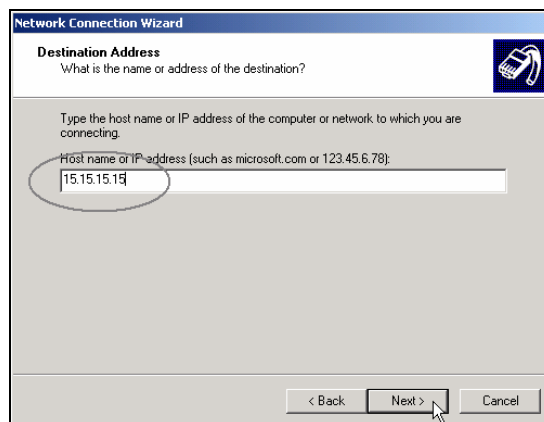 Network Connection Wizard
Destination Address
What is the name or address of the destination?
Type the host name or IP address of the computer or network to which you are
connecting.
Host name or IP address (such as microsoft.com or 123.45.6.78):
15.15.15.15
< Back
Next >
Cancel